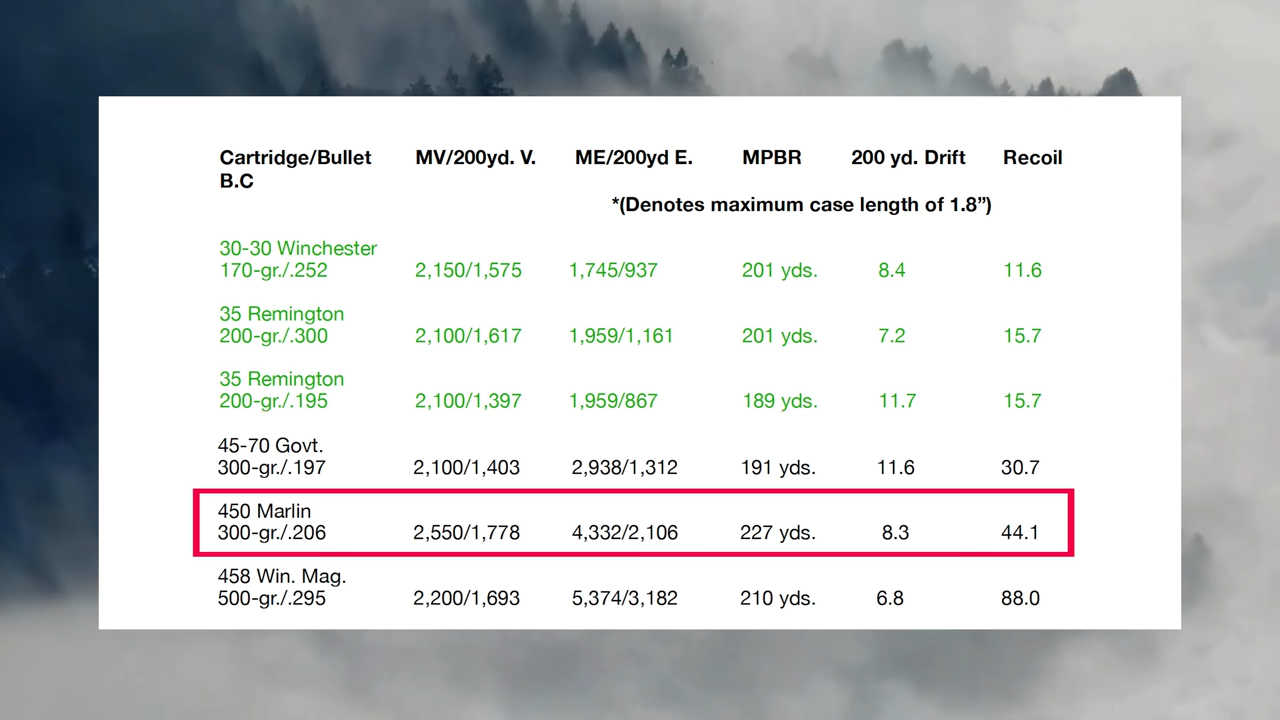 Cartridge/Bullet MV/200yd. V. ME/200yd E. MPBR 200 yd. Drift Recoil
B.C
*(Denotes maximum case length of 1.8”)
30-30 Winchester
170-gr./.252 2,150/1,575 1,745/937 201 yds. 8.4 11.6
35 Remington
200-gr./.300 2,100/1,617 1,959/1,161 201 yds. 7.2 15.7
35 Remington
200-gr./.195 2,100/1,397 1,959/867 189 yds. 11.7 15.7
45-70 Govt.
300-gr./.197 2,100/1,403 2,938/1,312 191 yds. 11.6 30.7
450 Marlin
300-gr./.206 2,550/1,778 4,332/2,106 227 yds. 8.3 44.1
458 Win. Mag.
500-gr./.295 2,200/1,693 5,374/3,182 210 yds. 6.8 88.0